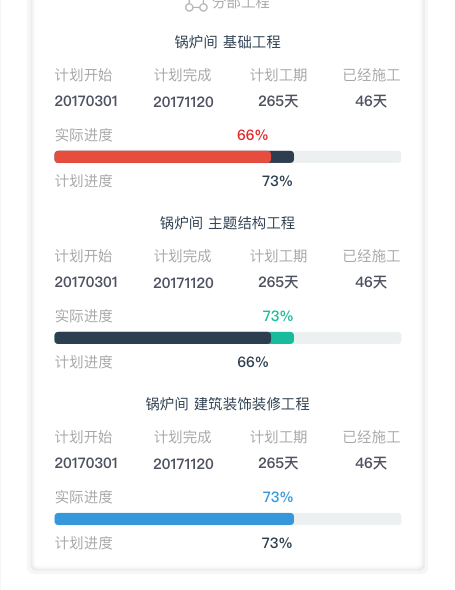 分部工程
锅炉间 基础工程
计划开始 计划完成 计划工期 已经施工
20170301 20171120 265天 46天
实际进度 66%
计划进度 73%
锅炉间 主题结构工程
计划开始 计划完成 计划工期 已经施工
20170301 20171120 265天 46天
实际进度 73%
计划进度 66%
锅炉间 建筑装饰装修工程
计划开始 计划完成 计划工期 已经施工
20170301 20171120 265天 46天
实际进度 73%
计划进度 73%